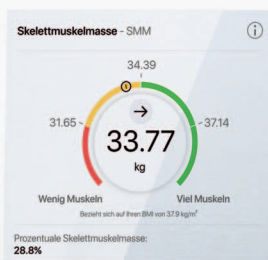 Skelettmuskelmasse - SMM
34.39
31.65
37.14
33.77
kg
Wenig Muskeln
Viel Muskeln
Bezieht sich auf Ihren BMI von 37.9 kg/m²
Prozentuale Skelettmuskelmasse:
28.8%